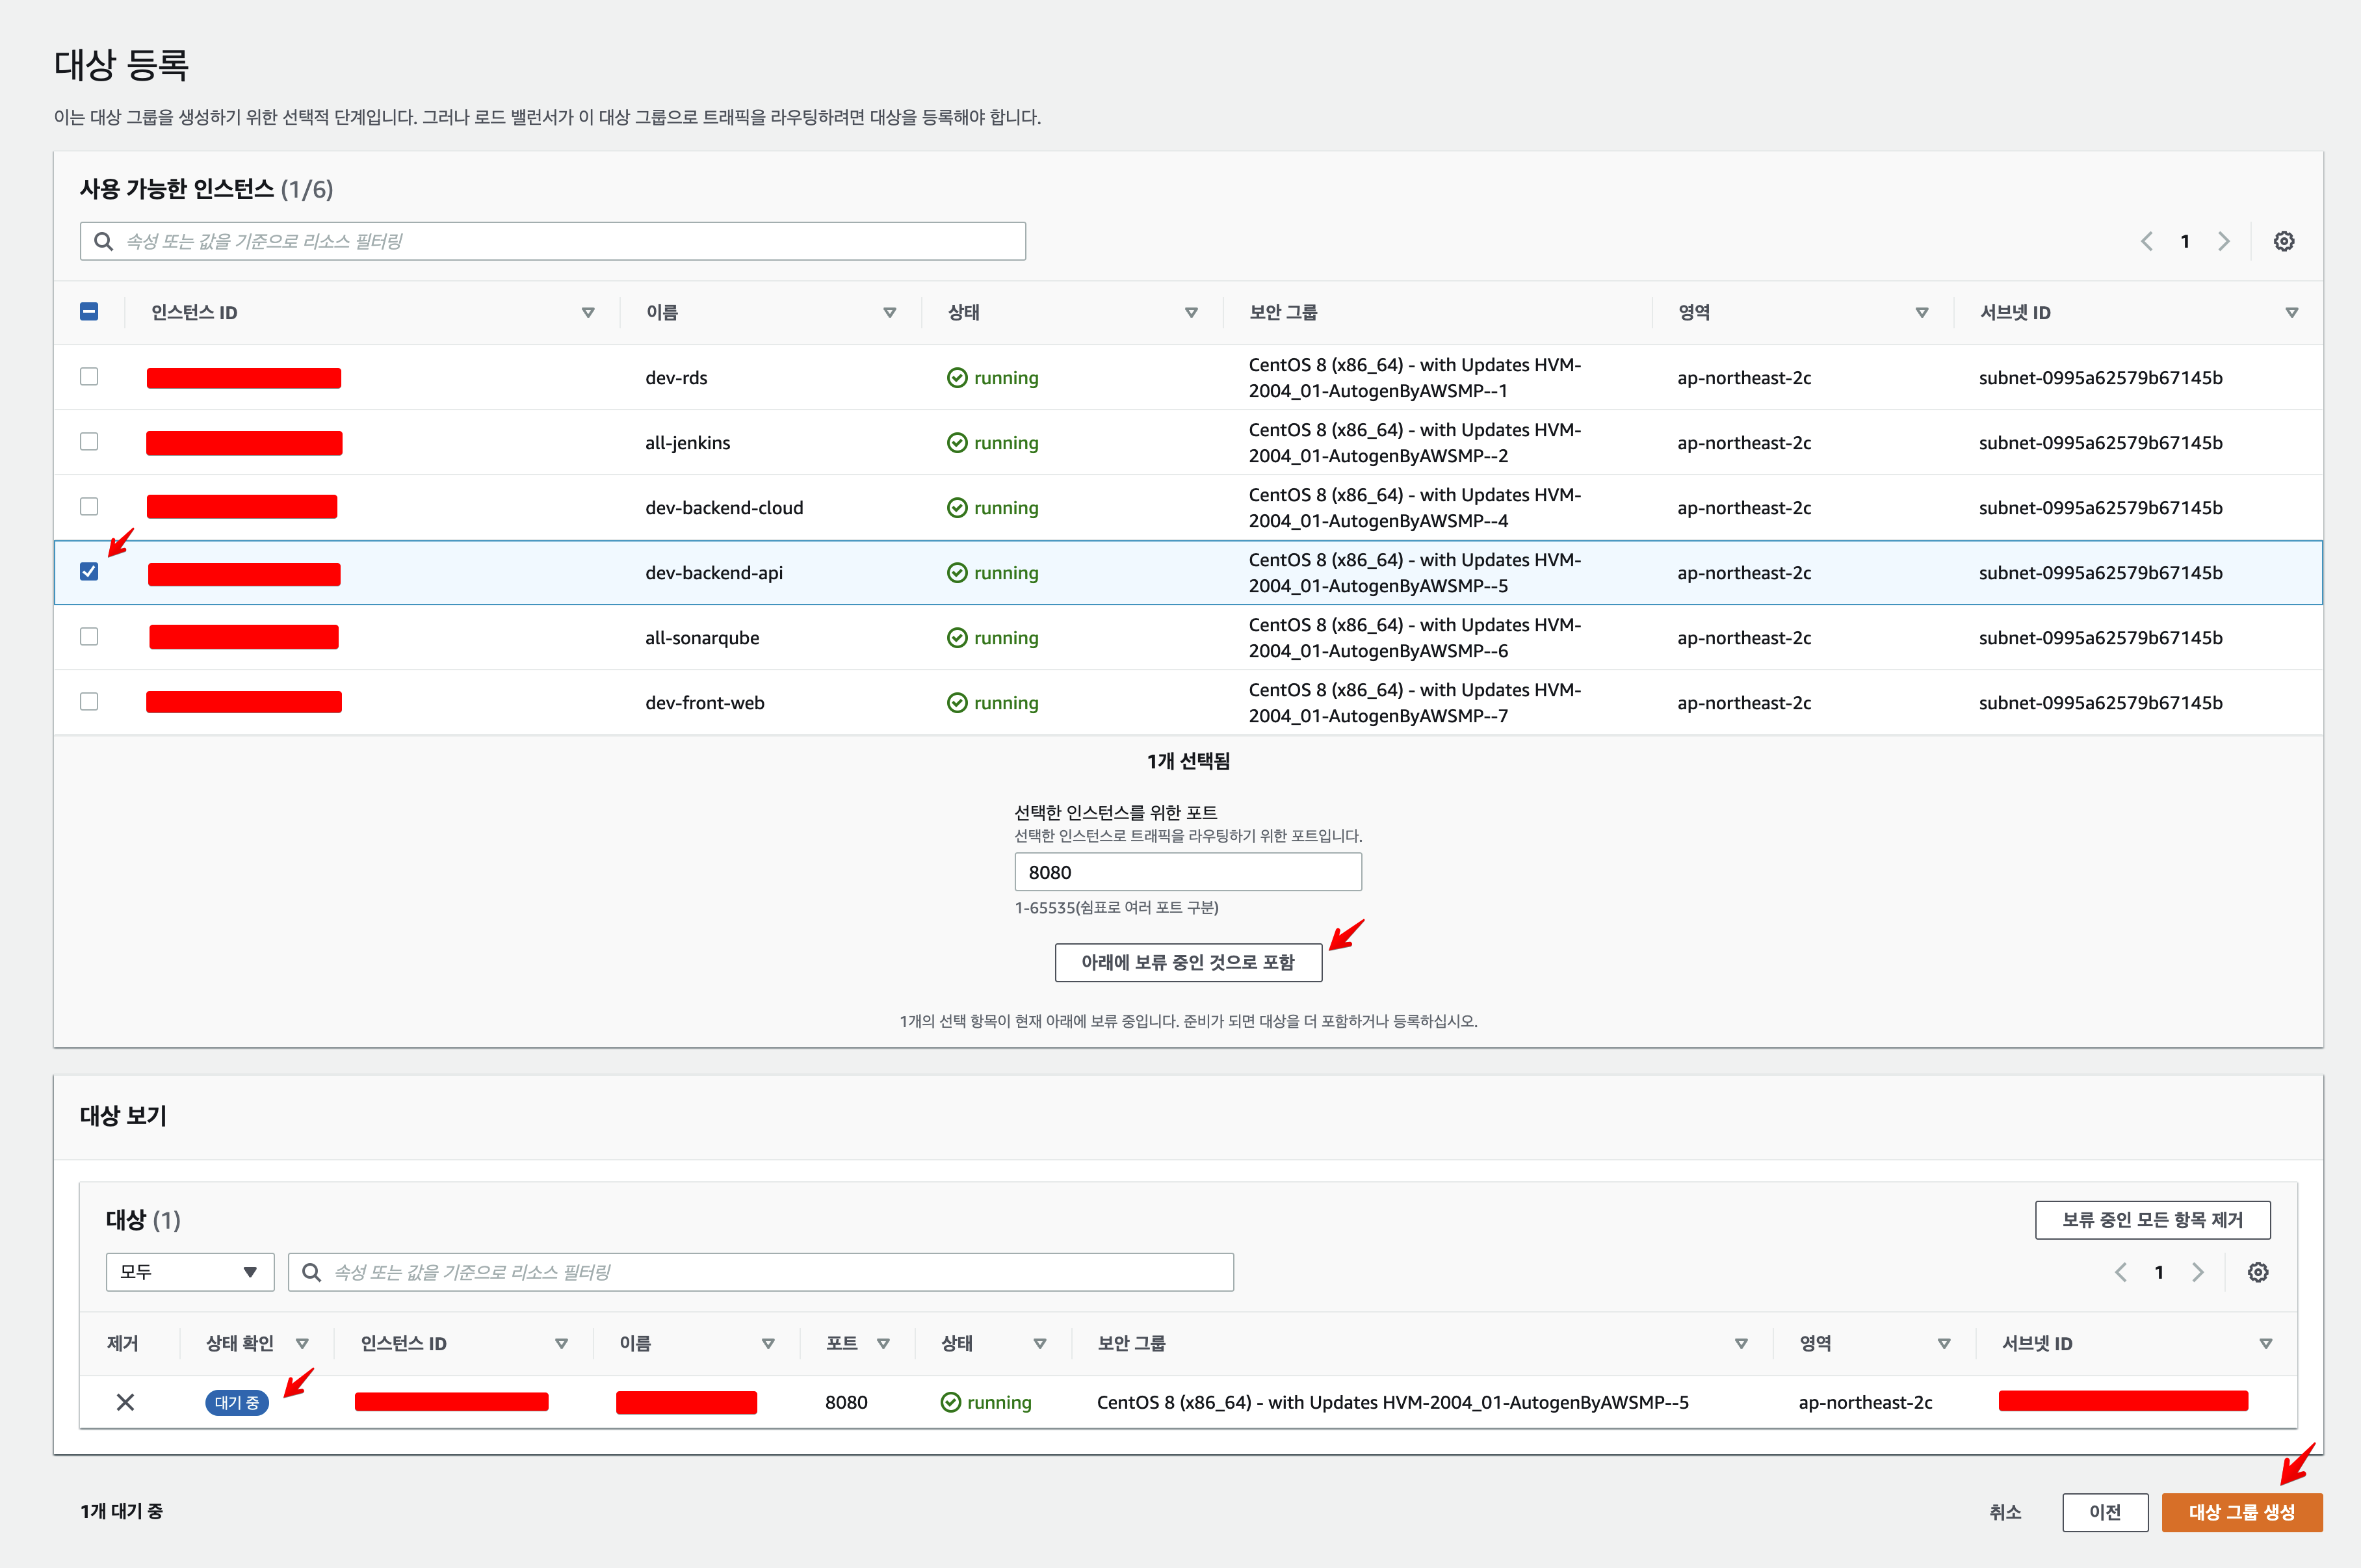 대상 등록
이는 대상 그룹을 생성하기 위한 선택적 단계입니다. 그러나 로드 밸런서가 이 대상 그룹으로 트래픽을 라우팅하려면 대상을 등록해야 합니다.
사용 가능한 인스턴스 (1/6)
속성 또는 값을 기준으로 리소스 필터링
1
인스턴스 ID 이름 상태 보안 그룹 영역 서브넷 ID
dev-rds running CentOS 8 (x86_64) - with Updates HVM-2004_01-AutogenByAWSMP--1 ap-northeast-2c subnet-0995a62579b67145b
all-jenkins running CentOS 8 (x86_64) - with Updates HVM-2004_01-AutogenByAWSMP--2 ap-northeast-2c subnet-0995a62579b67145b
dev-backend-cloud running CentOS 8 (x86_64) - with Updates HVM-2004_01-AutogenByAWSMP--4 ap-northeast-2c subnet-0995a62579b67145b
dev-backend-api running CentOS 8 (x86_64) - with Updates HVM-2004_01-AutogenByAWSMP--5 ap-northeast-2c subnet-0995a62579b67145b
all-sonarqube running CentOS 8 (x86_64) - with Updates HVM-2004_01-AutogenByAWSMP--6 ap-northeast-2c subnet-0995a62579b67145b
dev-front-web running CentOS 8 (x86_64) - with Updates HVM-2004_01-AutogenByAWSMP--7 ap-northeast-2c subnet-0995a62579b67145b
1개 선택됨
선택한 인스턴스를 위한 포트
선택한 인스턴스로 트래픽을 라우팅하기 위한 포트입니다.
8080
1-65535(쉼표로 여러 포트 구분)
아래에 보류 중인 것으로 포함
1개의 선택 항목이 현재 아래에 보류 중입니다. 준비가 되면 대상을 더 포함하거나 등록하십시오.
대상 보기
대상 (1)
보류 중인 모든 항목 제거
모두
속성 또는 값을 기준으로 리소스 필터링
1
제거 상태 확인 인스턴스 ID 이름 포트 상태 보안 그룹 영역 서브넷 ID
대기 중 8080 running CentOS 8 (x86_64) - with Updates HVM-2004_01-AutogenByAWSMP--5 ap-northeast-2c
1개 대기 중
취소
이전
대상 그룹 생성